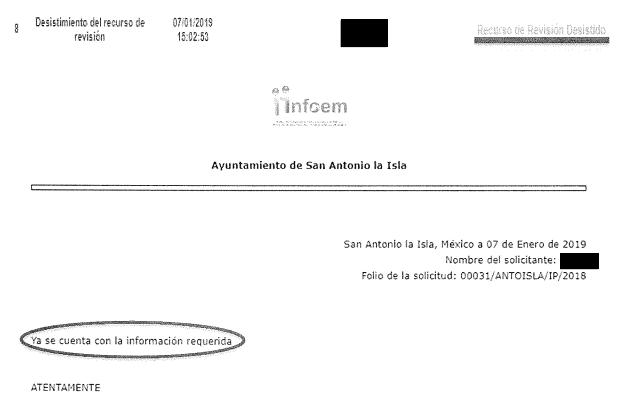 8 Desistimiento del recurso de 07/01/2019 Recurso de Revisión Desistido
revisión 15:02:53
infoem
Ayuntamiento de San Antonio la Isla
San Antonio la Isla, México a 07 de Enero de 2019
Nombre del solicitante:
Folio de la solicitud: 00031/ANTOISLA/IP/2018
Ya se cuenta con la información requerida
ATENTAMENTE